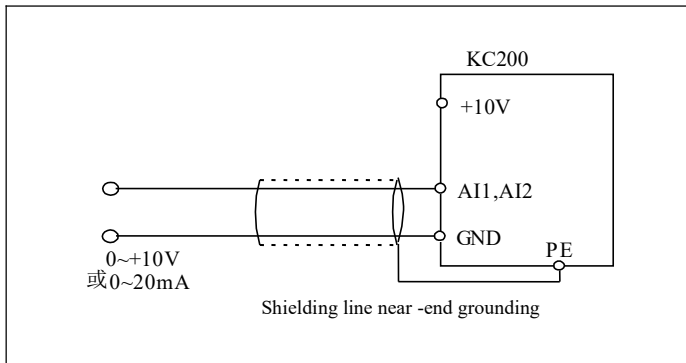 KC200
+10V
AI1,AI2
GND
PE
0~+10V
或0~20mA
Shielding line near -end grounding